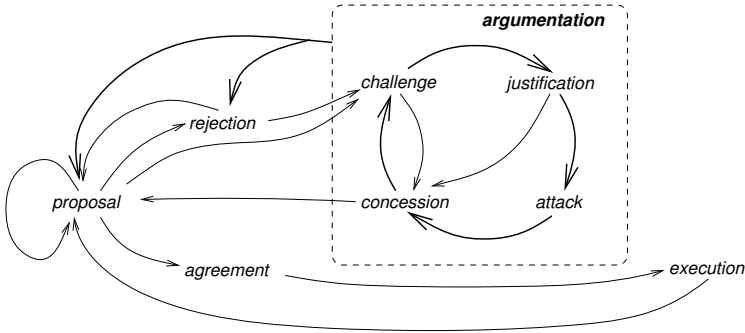 argumentation
challenge
justification
rejection
proposal
concession
attack
agreement
execution